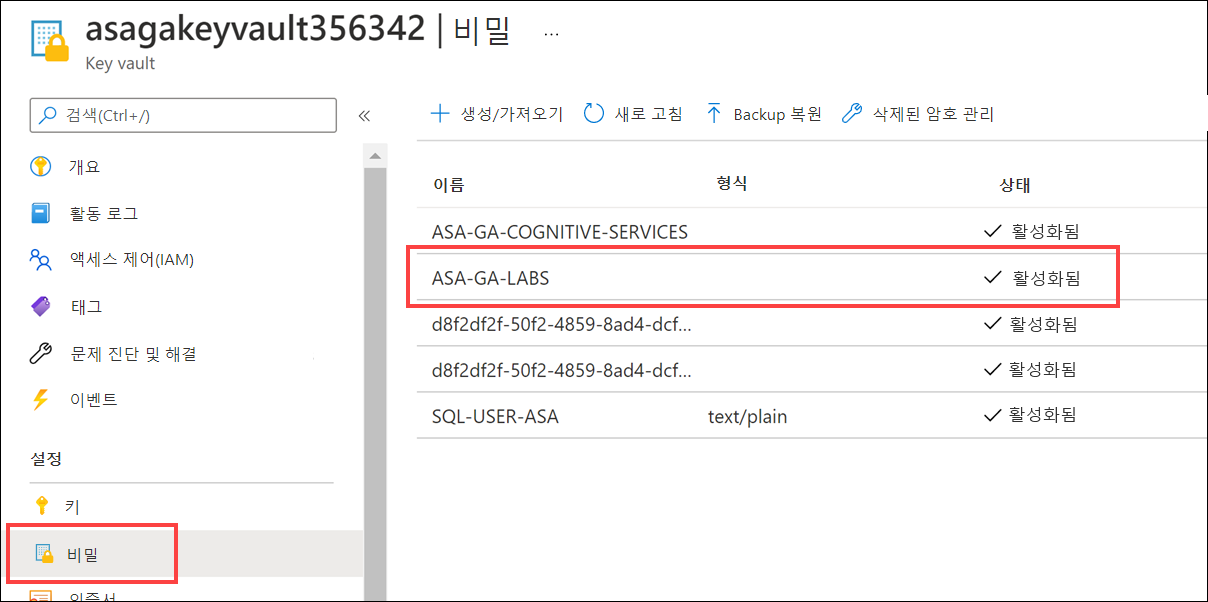 asagakeyvault356342 | 비밀 ...
Key vault
검색(Ctrl+/)
«
개요
활동 로그
액세스 제어(IAM)
태그
문제 진단 및 해결
이벤트
설정
키
비밀
인증서
생성/가져오기 새로 고침 Backup 복원 삭제된 암호 관리
이름 형식 상태
ASA-GA-COGNITIVE-SERVICES 활성화됨
ASA-GA-LABS 활성화됨
d8f2df2f-50f2-4859-8ad4-dcf... 활성화됨
d8f2df2f-50f2-4859-8ad4-dcf... 활성화됨
SQL-USER-ASA text/plain 활성화됨